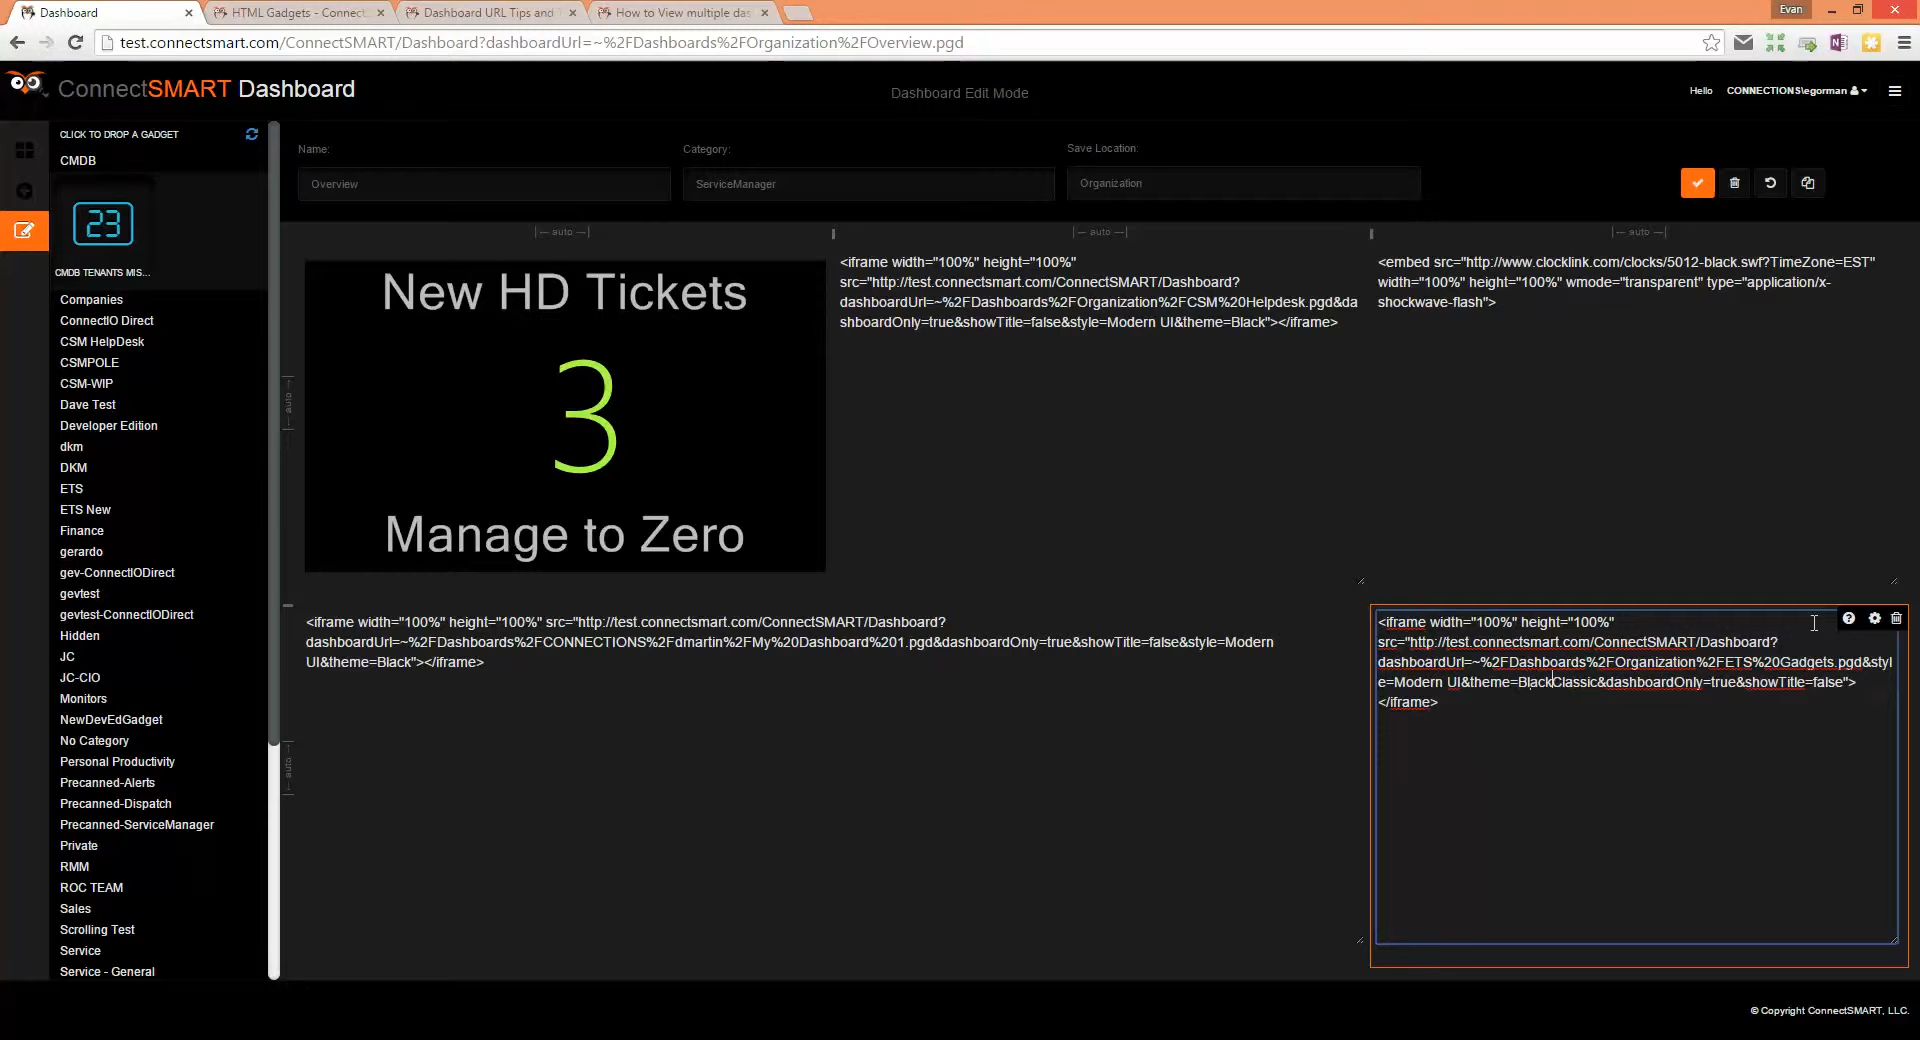 Dashboard
HTML Gadgets - Connect
Dashboard URL Tips and
How to View multiple das
Evan
test.connectsmart.com/ConnectSMART/Dashboard?dashboardUrl=~%2FDashboards%2FOrganization%2FOverview.pgd
ConnectSMART Dashboard
Dashboard Edit Mode
Hello CONNECTIONS\egorman
CLICK TO DROP A GADGET
CMDB
23
CMDB TENANTS MIS...
Companies
ConnectIO Direct
CSM HelpDesk
CSMPOLE
CSM-WIP
Dave Test
Developer Edition
dkm
DKM
ETS
ETS New
Finance
gerardo
gev-ConnectIODirect
gevtest
gevtest-ConnectIODirect
Hidden
JC
JC-CIO
Monitors
NewDevEdGadget
No Category
Personal Productivity
Precanned-Alerts
Precanned-Dispatch
Precanned-ServiceManager
Private
RMM
ROC TEAM
Sales
Scrolling Test
Service
Service - General
Name:
Overview
Category:
ServiceManager
Save Location:
Organization
|— auto —|
|— auto —|
|— auto —|
|— auto —|
|— auto —|
New HD Tickets
3
Manage to Zero
<iframe width="100%" height="100%"
src="http://test.connectsmart.com/ConnectSMART/Dashboard?
dashboardUrl=~%2FDashboards%2FOrganization%2FCSM%20Helpdesk.pgd&da
shboardOnly=true&showTitle=false&style=Modern UI&theme=Black"></iframe>
<embed src="http://www.clocklink.com/clocks/5012-black.swf?TimeZone=EST"
width="100%" height="100%" wmode="transparent" type="application/x-
shockwave-flash">
<iframe width="100%" height="100%" src="http://test.connectsmart.com/ConnectSMART/Dashboard?
dashboardUrl=~%2FDashboards%2FCONNECTIONS%2Fdmartin%2FMy%20Dashboard%201.pgd&dashboardOnly=true&showTitle=false&style=Modern
UI&theme=Black"></iframe>
<iframe width="100%" height="100%"
src="http://test.connectsmart.com/ConnectSMART/Dashboard?
dashboardUrl=~%2FDashboards%2FOrganization%2FETS%20Gadgets.pgd&styl
e=Modern UI&theme=BlackClassic&dashboardOnly=true&showTitle=false">
</iframe>
© Copyright ConnectSMART, LLC.